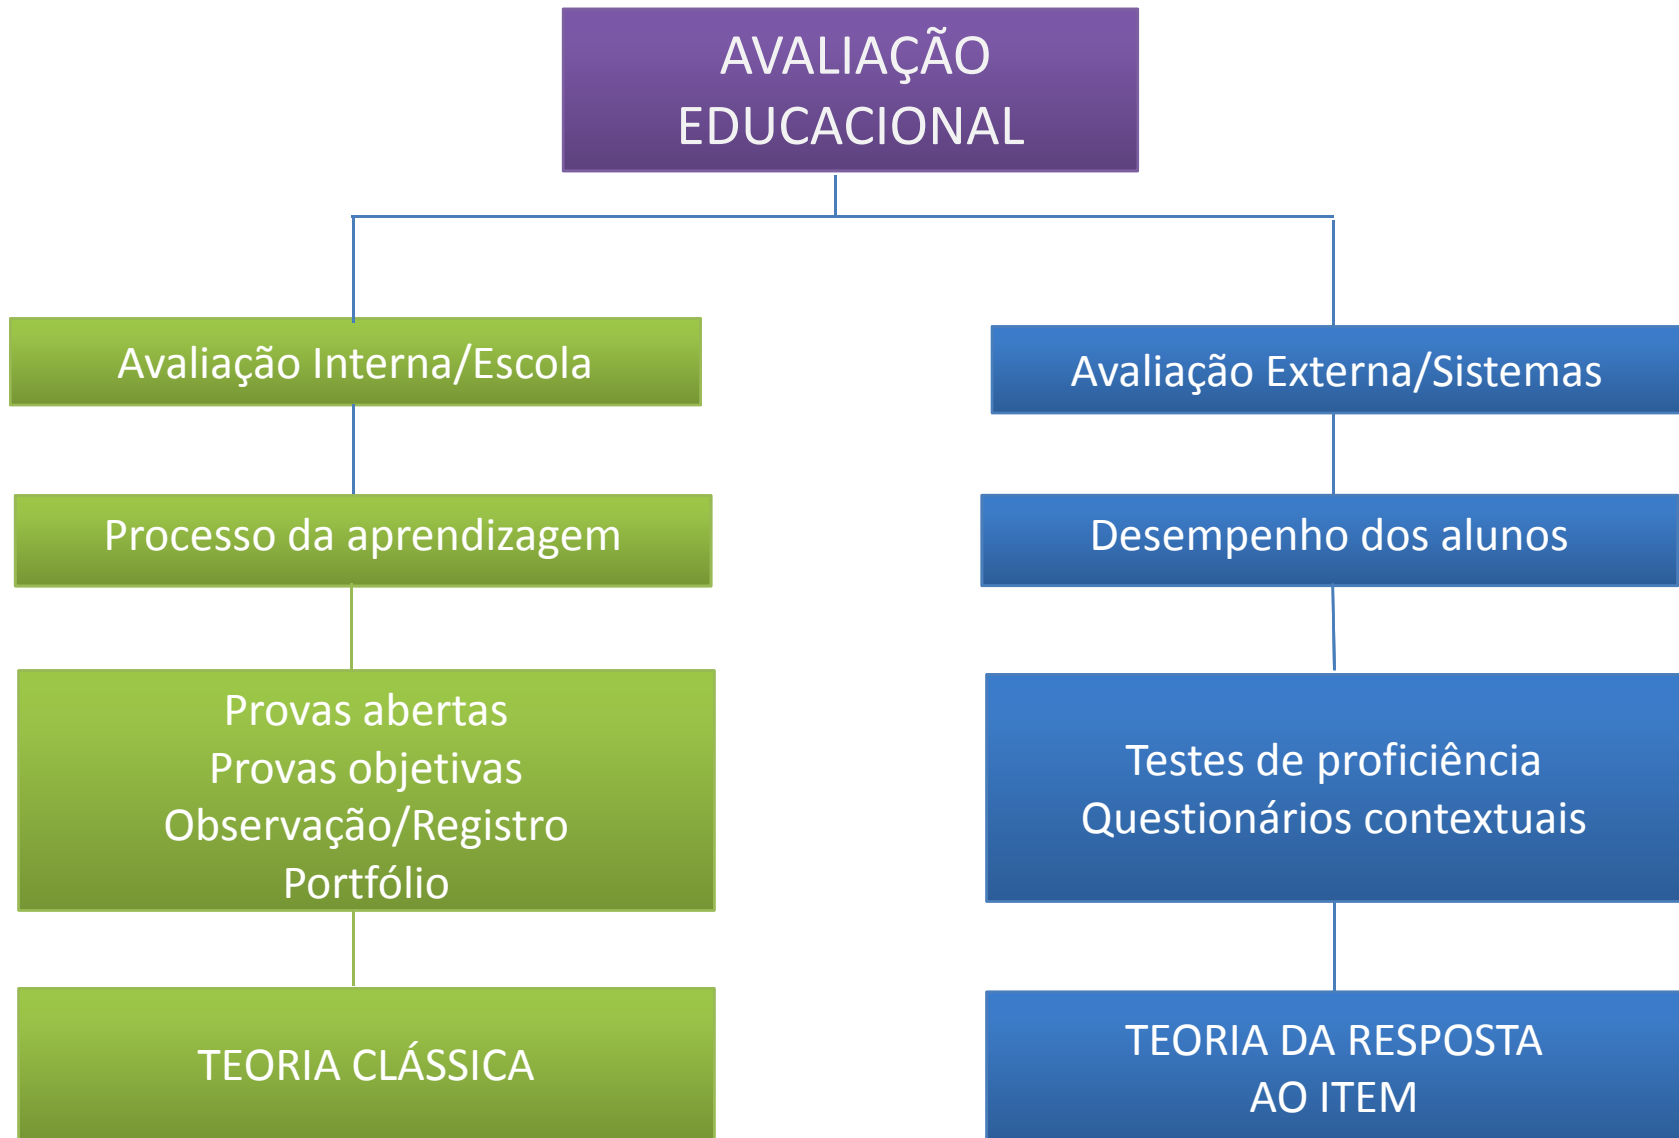 AVALIAÇÃO
EDUCACIONAL
Avaliação Interna/Escola
Avaliação Externa/Sistemas
Processo da aprendizagem
Desempenho dos alunos
Provas abertas
Provas objetivas
Observação/Registro
Portfólio
Testes de proficiência
Questionários contextuais
TEORIA CLÁSSICA
TEORIA DA RESPOSTA
AO ITEM